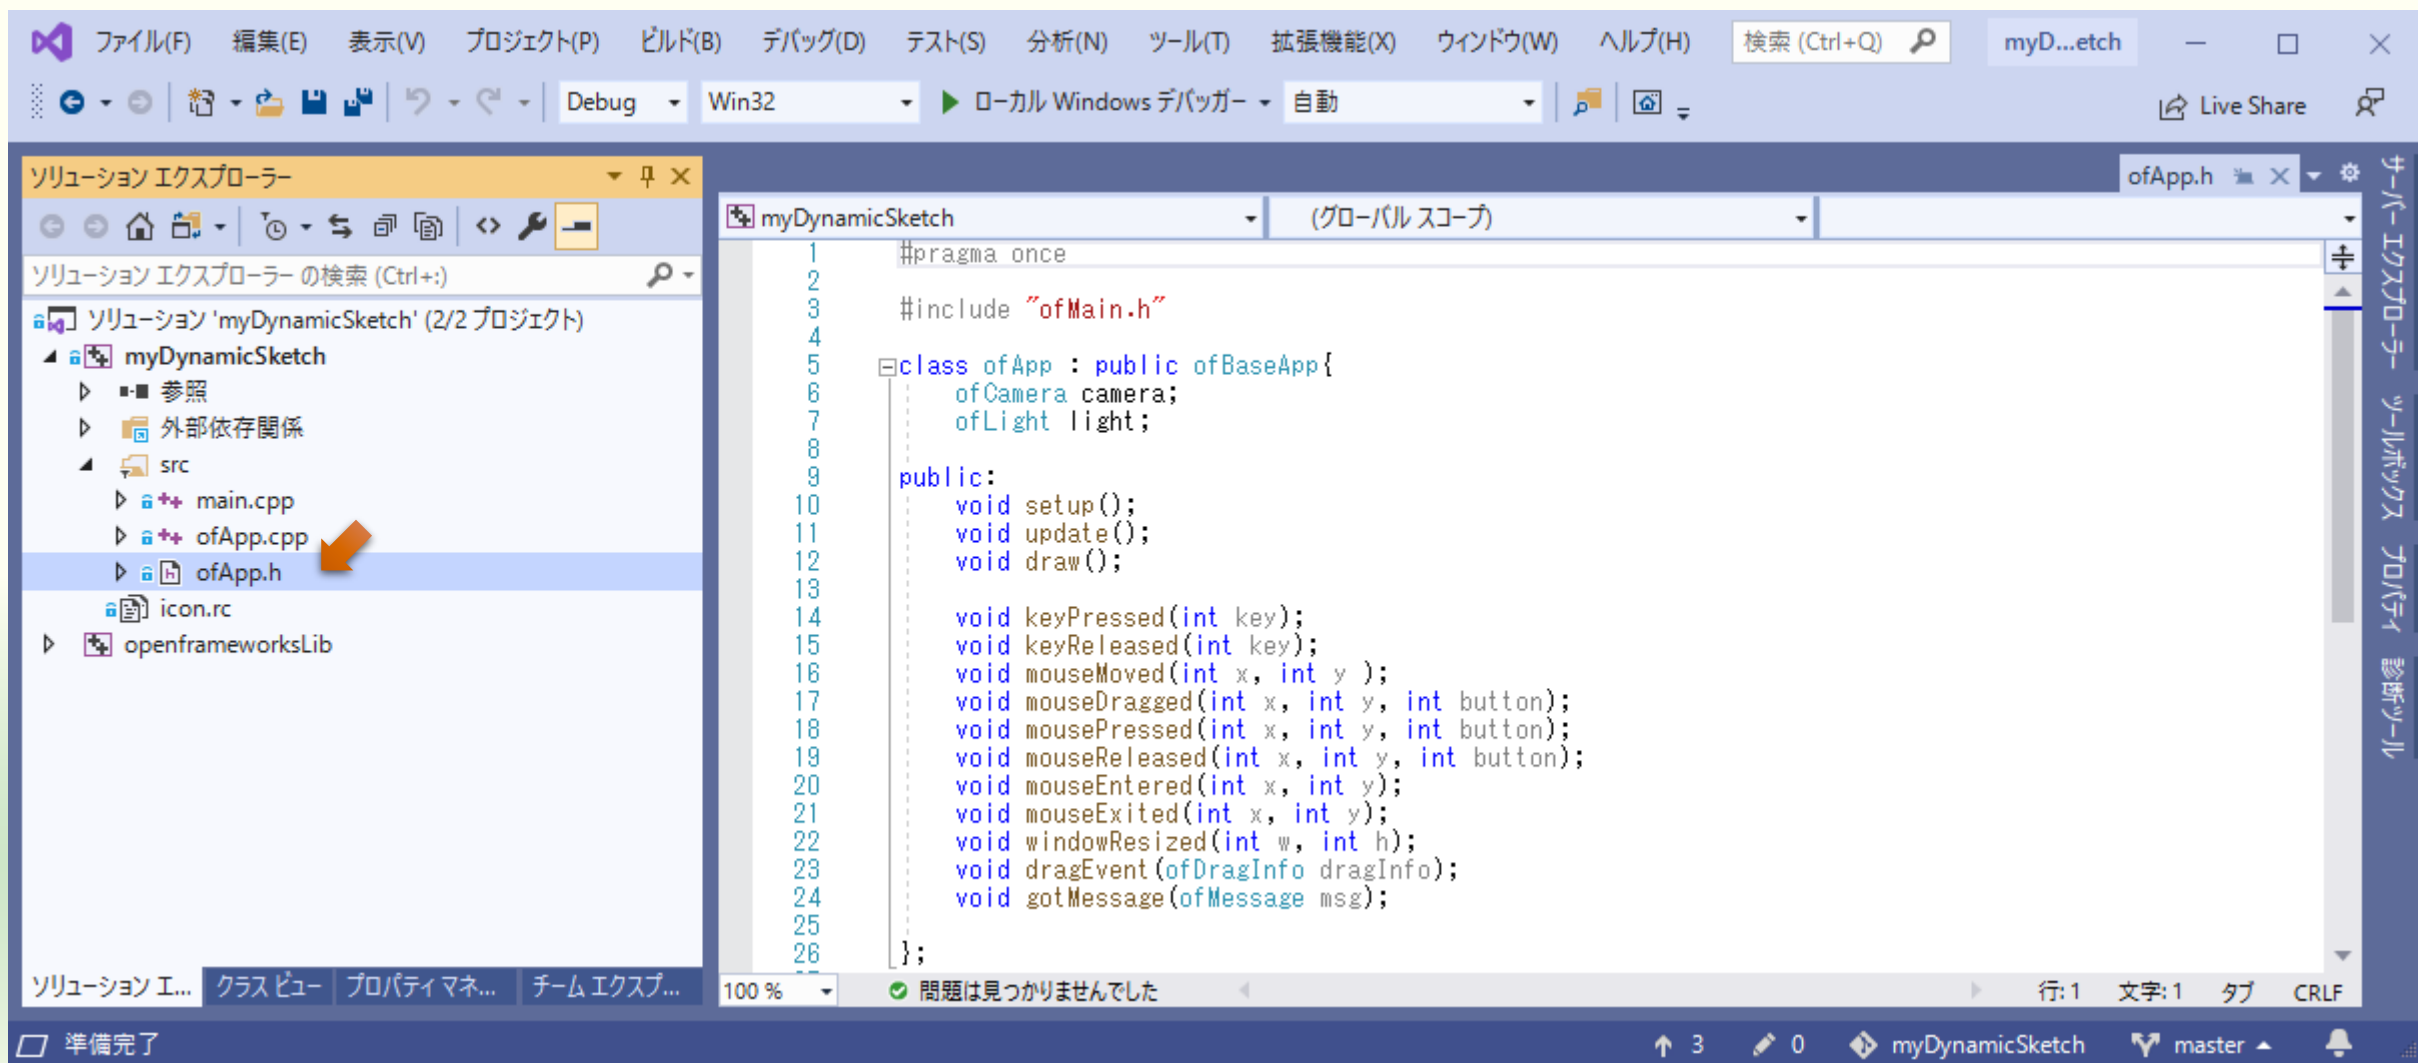 ファイル(F) 編集(E) 表示(V) プロジェクト(P) ビルド(B) デバッグ(D) テスト(S) 分析(N) ツール(T) 拡張機能(X) ウィンドウ(W) ヘルプ(H) 検索 (Ctrl+Q) myD...etch
Debug Win32 ローカル Windows デバッガー 自動 Live Share
ソリューション エクスプローラー
ソリューション エクスプローラー の検索 (Ctrl+:)
ソリューション 'myDynamicSketch' (2/2 プロジェクト)
myDynamicSketch
参照
外部依存関係
src
main.cpp
ofApp.cpp
ofApp.h
icon.rc
openframeworksLib
ソリューション エ... クラス ビュー プロパティ マネ... チーム エクスプ...
ofApp.h
myDynamicSketch (グローバル スコープ)
1 #pragma once
2
3 #include "ofMain.h"
4
5 class ofApp : public ofBaseApp{
6 ofCamera camera;
7 ofLight light;
8
9 public:
10 void setup();
11 void update();
12 void draw();
13
14 void keyPressed(int key);
15 void keyReleased(int key);
16 void mouseMoved(int x, int y );
17 void mouseDragged(int x, int y, int button);
18 void mousePressed(int x, int y, int button);
19 void mouseReleased(int x, int y, int button);
20 void mouseEntered(int x, int y);
21 void mouseExited(int x, int y);
22 void windowResized(int w, int h);
23 void dragEvent(ofDragInfo dragInfo);
24 void gotMessage(ofMessage msg);
25
26 };
100 % 問題は見つかりませんでした 行: 1 文字: 1 タブ CRLF
サーバー エクスプローラー
ツールボックス
プロパティ
診断ツール
準備完了 3 0 myDynamicSketch master